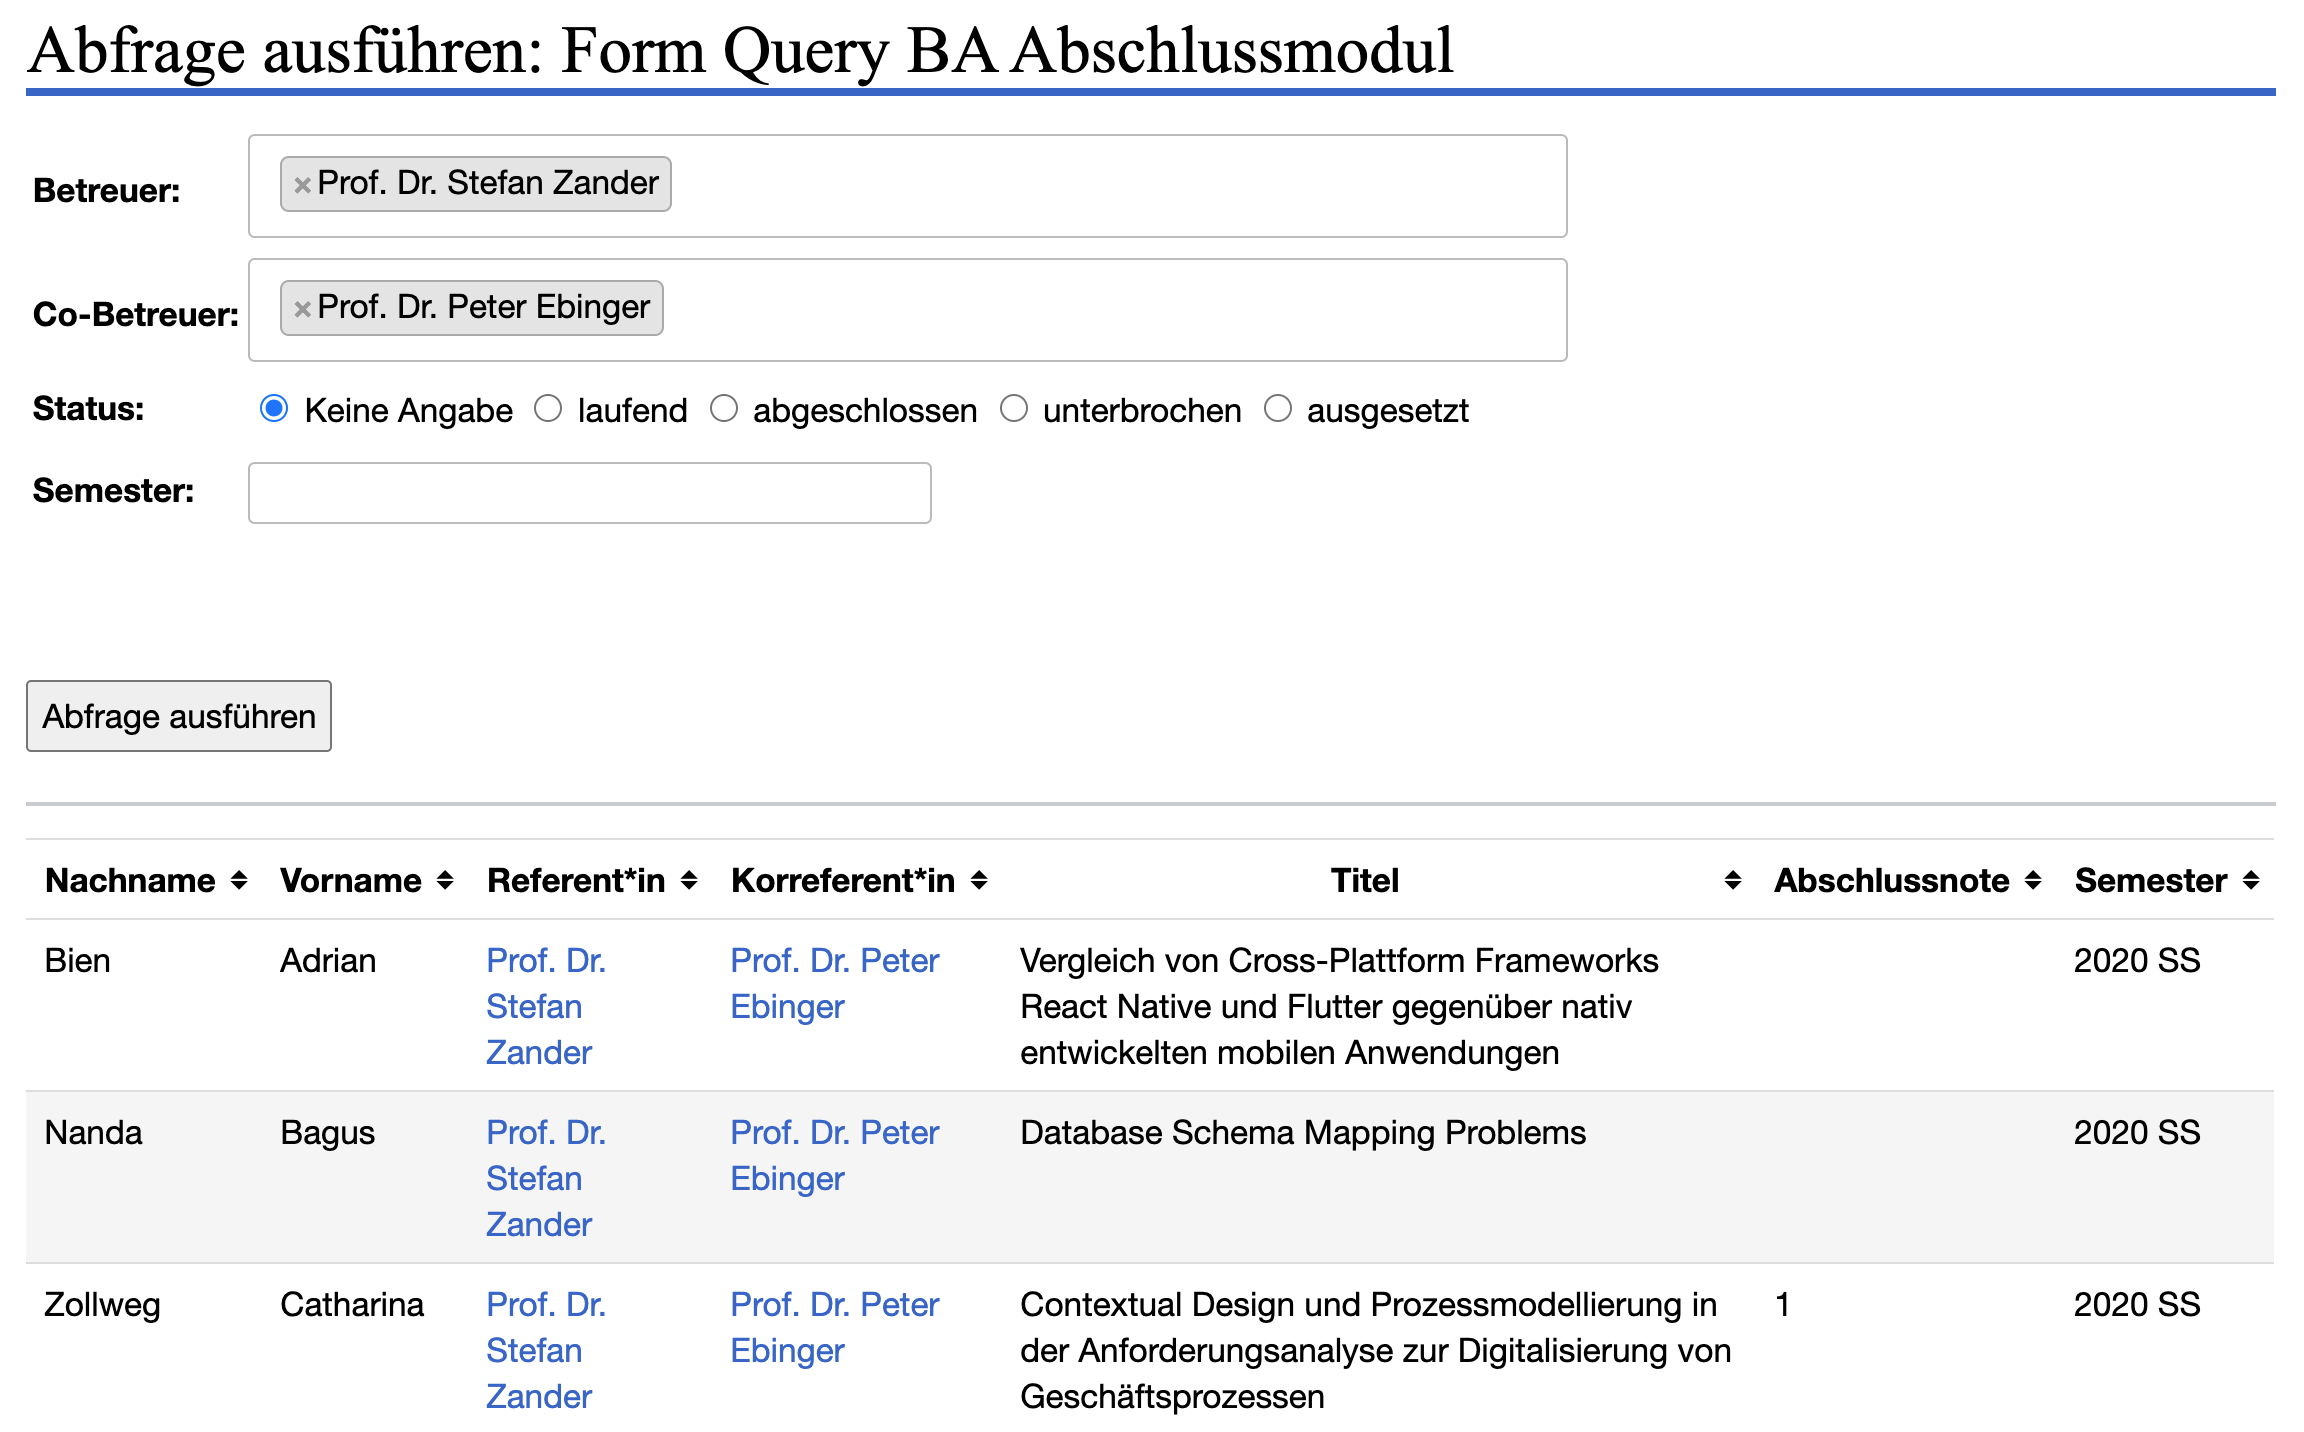 Abfrage ausführen: Form Query BA Abschlussmodul
Betreuer: ×Prof. Dr. Stefan Zander
Co-Betreuer: ×Prof. Dr. Peter Ebinger
Status: Keine Angabe laufend abgeschlossen unterbrochen ausgesetzt
Semester:
Abfrage ausführen
Nachname Vorname Referent*in Korreferent*in Titel Abschlussnote Semester
Bien Adrian Prof. Dr. Prof. Dr. Peter Vergleich von Cross-Plattform Frameworks 2020 SS
Stefan Ebinger React Native und Flutter gegenüber nativ
Zander entwickelten mobilen Anwendungen
Nanda Bagus Prof. Dr. Prof. Dr. Peter Database Schema Mapping Problems 2020 SS
Stefan Ebinger
Zander
Zollweg Catharina Prof. Dr. Prof. Dr. Peter Contextual Design und Prozessmodellierung in 1 2020 SS
Stefan Ebinger der Anforderungsanalyse zur Digitalisierung von
Zander Geschäftsprozessen